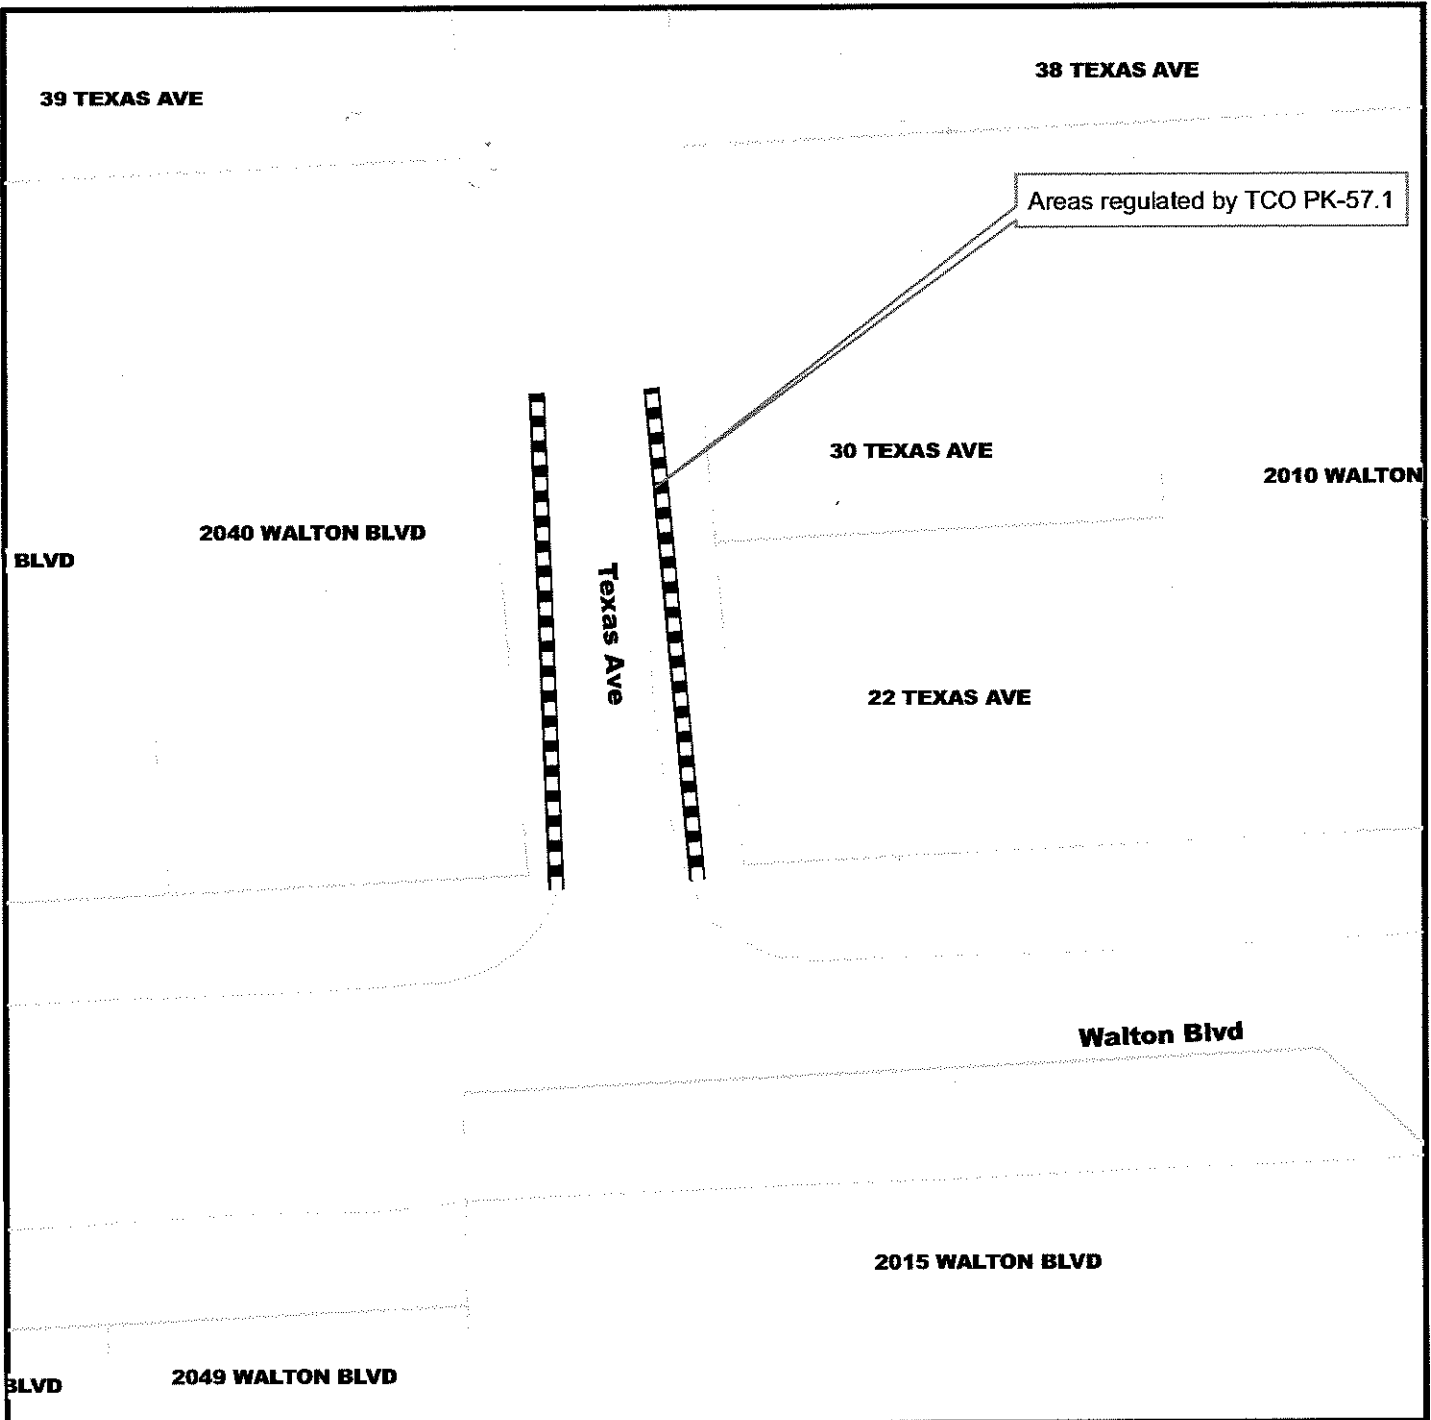 38 TEXAS AVE
39 TEXAS AVE
Areas regulated by TCO PK-57.1
30 TEXAS AVE
2010 WALTON
2040 WALTON BLVD
BLVD
Texas Ave
22 TEXAS AVE
Walton Blvd
2015 WALTON BLVD
2049 WALTON BLVD
BLVD